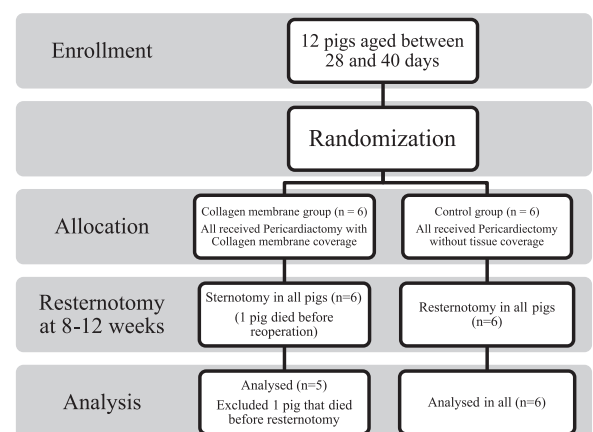 Enrollment
12 pigs aged between
28 and 40 days
Randomization
Allocation
Collagen membrane group (n = 6)
All received Pericardiactomy with
Collagen membrane coverage
Control group (n = 6)
All received Pericardiectomy
without tissue coverage
Resternotomy
at 8-12 weeks
Sternotomy in all pigs (n=6)
(1 pig died before
reoperation)
Resternotomy in all pigs
(n=6)
Analysis
Analysed (n=5)
Excluded 1 pig that died
before resternotomy
Analysed in all (n=6)